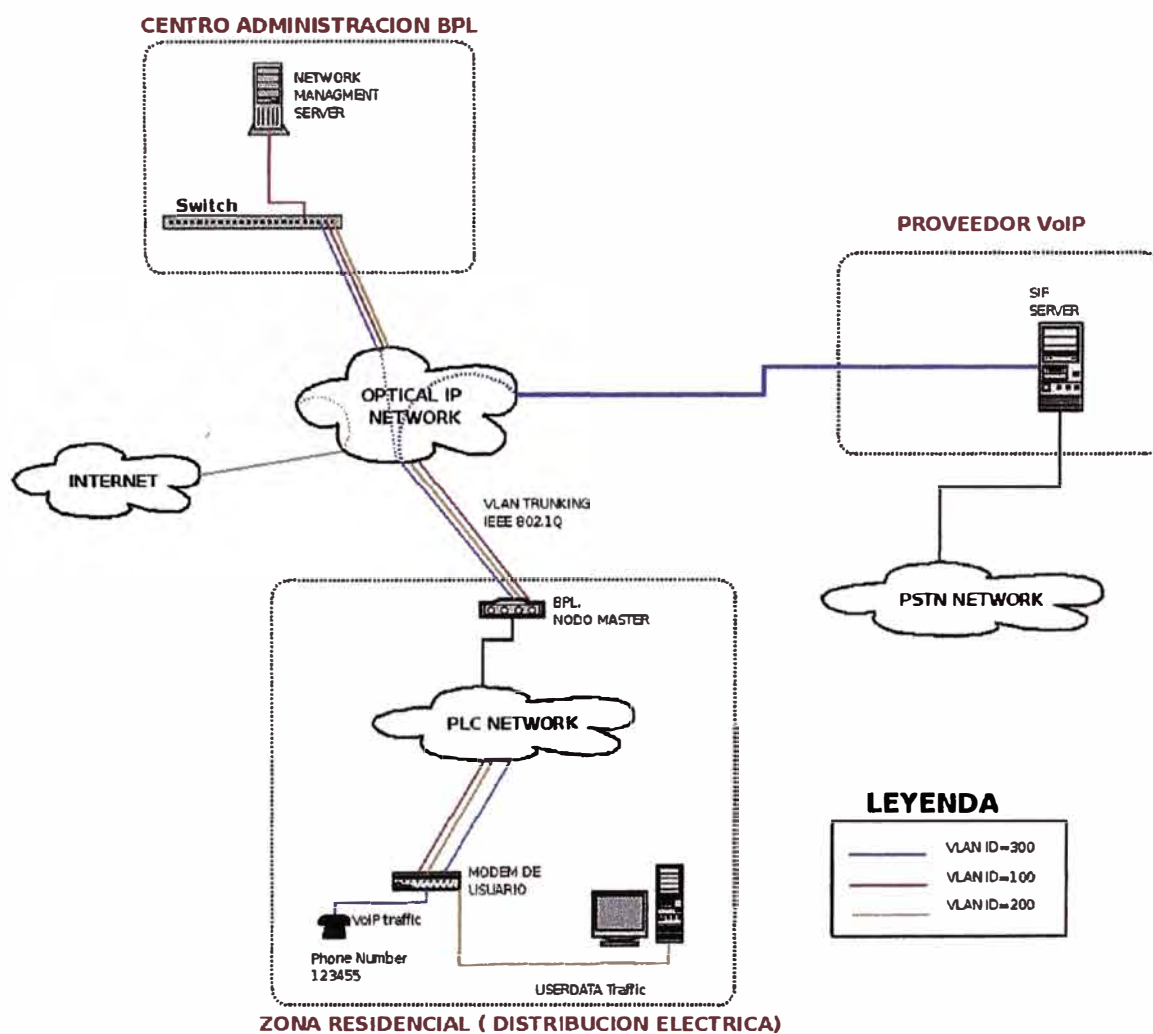 CENTRO ADMINISTRACION BPL
NETWORK
MANAGMENT
SERVER
Switch
PROVEEDOR VoIP
SIP
SERVER
OPTICAL IP
NETWORK
INTERNET
VLAN TRUNKING
IEEE 802.1Q
BPL.
NODO MASTER
PSTN NETWORK
PLC NETWORK
LEYENDA
VLAN ID=300
VLAN ID=100
VLAN ID=200
MODEM DE
USUARIO
VoIP traffic
Phone Number
123455
USERDATA Traffic
ZONA RESIDENCIAL ( DISTRIBUCION ELECTRICA)